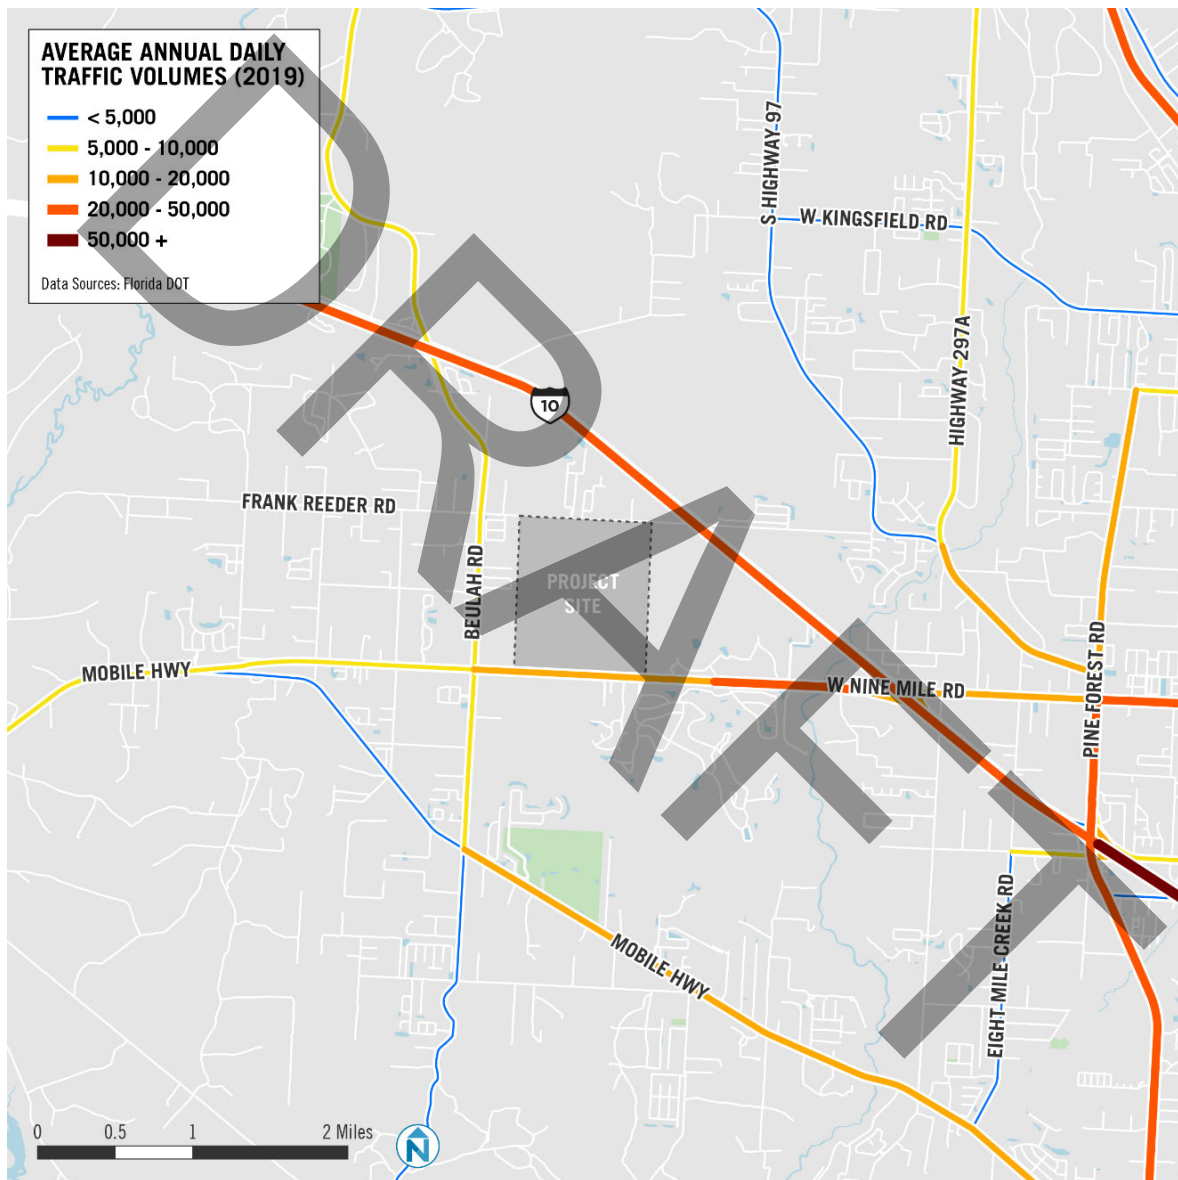 AVERAGE ANNUAL DAILY
TRAFFIC VOLUMES (2019)
< 5,000
5,000 - 10,000
10,000 - 20,000
20,000 - 50,000
50,000 +
Data Sources: Florida DOT
DRAFT
S HIGHWAY 97
W KINGSFIELD RD
HIGHWAY 297A
10
FRANK REEDER RD
BEULAH RD
PROJECT
SITE
MOBILE HWY
W NINE MILE RD
PINE FOREST RD
EIGHT MILE CREEK RD
MOBILE HWY
0 0.5 1 2 Miles
N